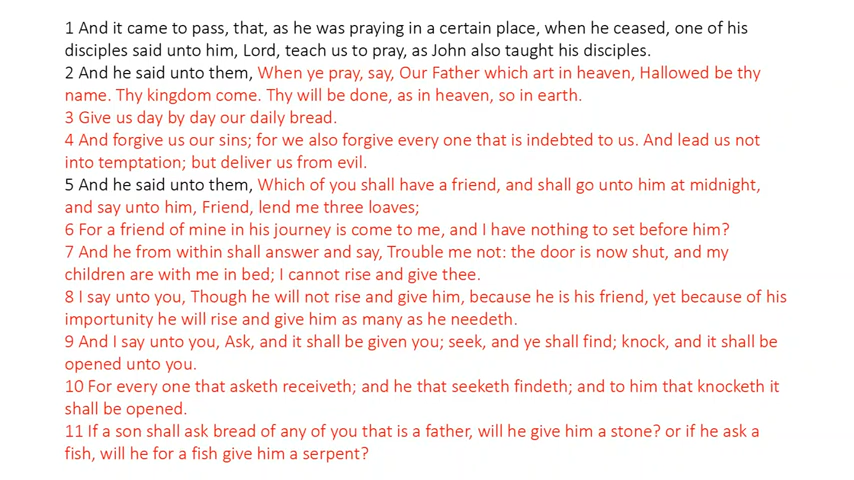 1 And it came to pass, that, as he was praying in a certain place, when he ceased, one of his
disciples said unto him, Lord, teach us to pray, as John also taught his disciples.
2 And he said unto them, When ye pray, say, Our Father which art in heaven, Hallowed be thy
name. Thy kingdom come. Thy will be done, as in heaven, so in earth.
3 Give us day by day our daily bread.
4 And forgive us our sins; for we also forgive every one that is indebted to us. And lead us not
into temptation; but deliver us from evil.
5 And he said unto them, Which of you shall have a friend, and shall go unto him at midnight,
and say unto him, Friend, lend me three loaves;
6 For a friend of mine in his journey is come to me, and I have nothing to set before him?
7 And he from within shall answer and say, Trouble me not: the door is now shut, and my
children are with me in bed; I cannot rise and give thee.
8 I say unto you, Though he will not rise and give him, because he is his friend, yet because of his
importunity he will rise and give him as many as he needeth.
9 And I say unto you, Ask, and it shall be given you; seek, and ye shall find; knock, and it shall be
opened unto you.
10 For every one that asketh receiveth; and he that seeketh findeth; and to him that knocketh it
shall be opened.
11 If a son shall ask bread of any of you that is a father, will he give him a stone? or if he ask a
fish, will he for a fish give him a serpent?